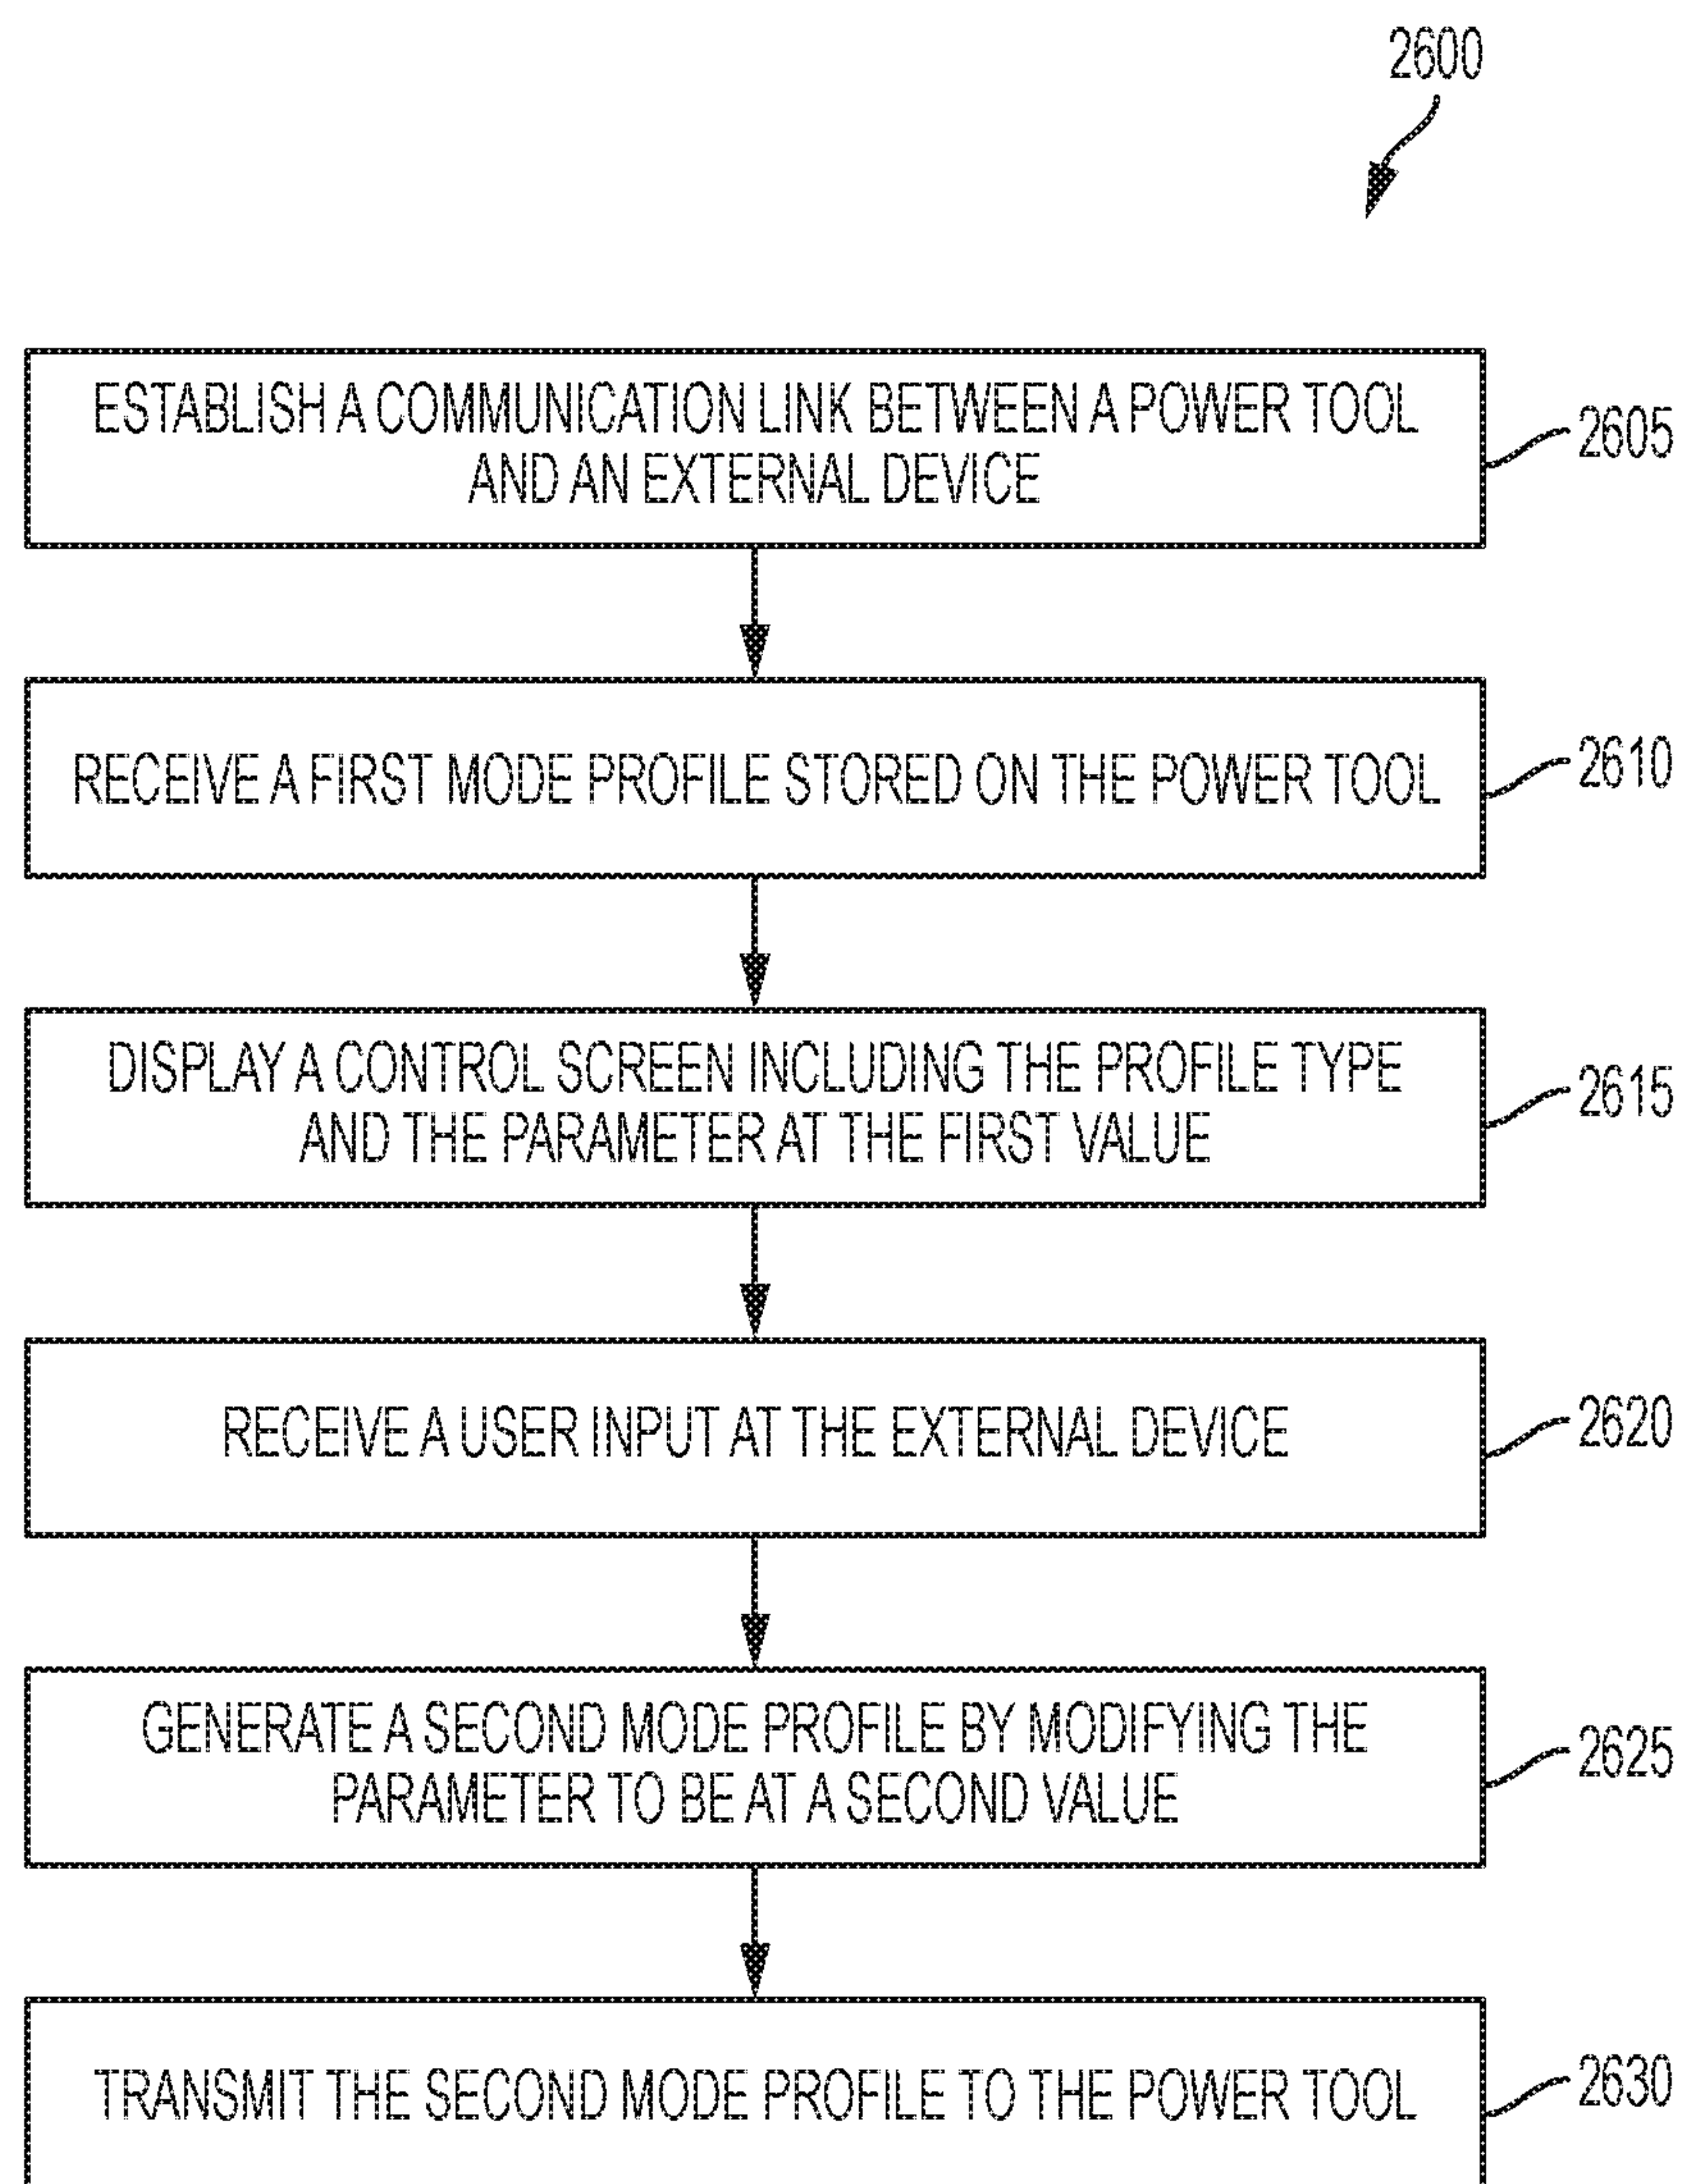 2600
ESTABLISH A COMMUNICATION LINK BETWEEN A POWER TOOL
AND AN EXTERNAL DEVICE
2605
RECEIVE A FIRST MODE PROFILE STORED ON THE POWER TOOL
2610
DISPLAY A CONTROL SCREEN INCLUDING THE PROFILE TYPE
AND THE PARAMETER AT THE FIRST VALUE
2615
RECEIVE A USER INPUT AT THE EXTERNAL DEVICE
2620
GENERATE A SECOND MODE PROFILE BY MODIFYING THE
PARAMETER TO BE AT A SECOND VALUE
2625
TRANSMIT THE SECOND MODE PROFILE TO THE POWER TOOL
2630